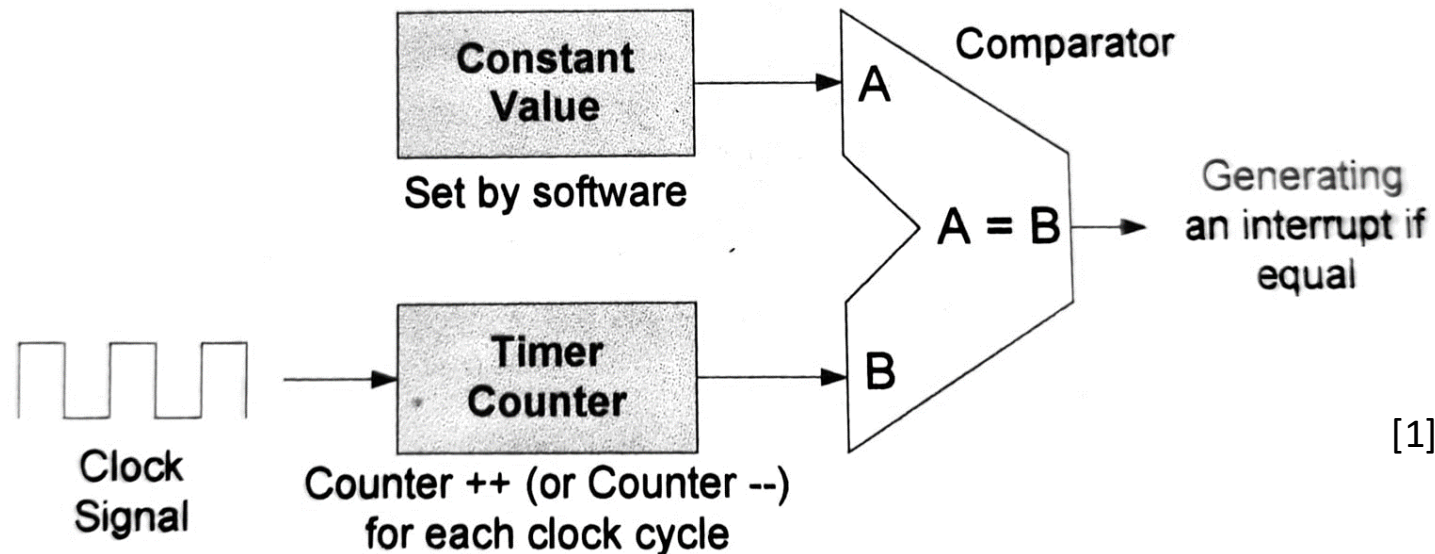 Constant
Value
Set by software
Comparator
A
A = B
B
Generating
an interrupt if
equal
Timer
Counter
Counter ++ (or Counter --)
for each clock cycle
Clock
Signal
[1]